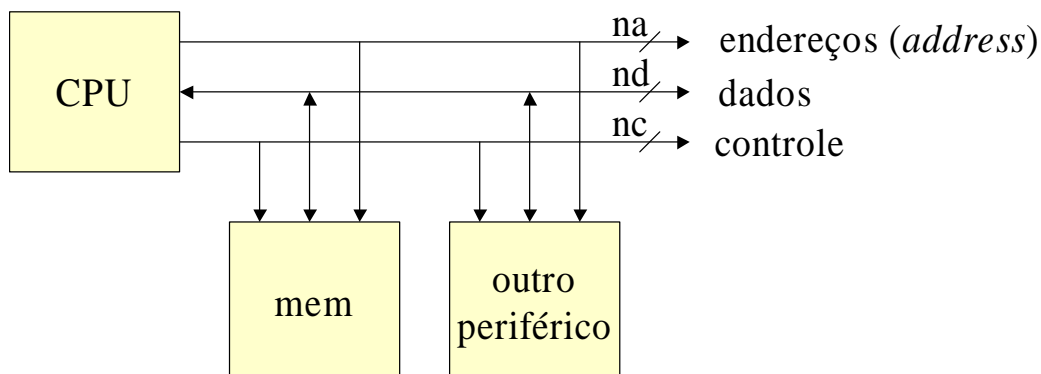 na
endereços (address)
CPU
nd
dados
nc
controle
mem
outro
periférico